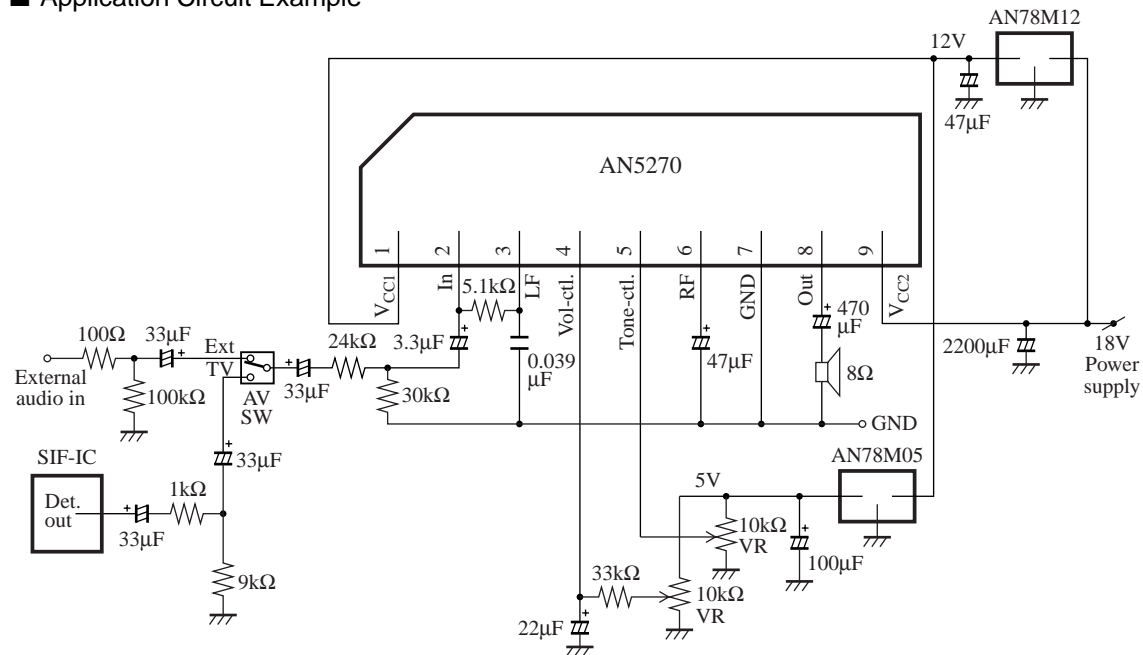 ■ Application Circuit Example
AN78M12
12V
47µF
AN5270
1
2
3
4
5
6
7
8
9
VCC1
In
5.1kΩ
LF
Vol-ctl.
Tone-ctl.
RF
GND
Out
VCC2
+
+
+
+
+
+
+
+
+
+
+
+
470
µF
100Ω
33µF
Ext
TV
24kΩ
3.3µF
0.039
µF
47µF
8Ω
2200µF
18V
Power
supply
External
audio in
100kΩ
AV
SW
33µF
30kΩ
GND
SIF-IC
33µF
AN78M05
5V
Det.
out
1kΩ
33µF
10kΩ
VR
100µF
9kΩ
33kΩ
10kΩ
VR
22µF